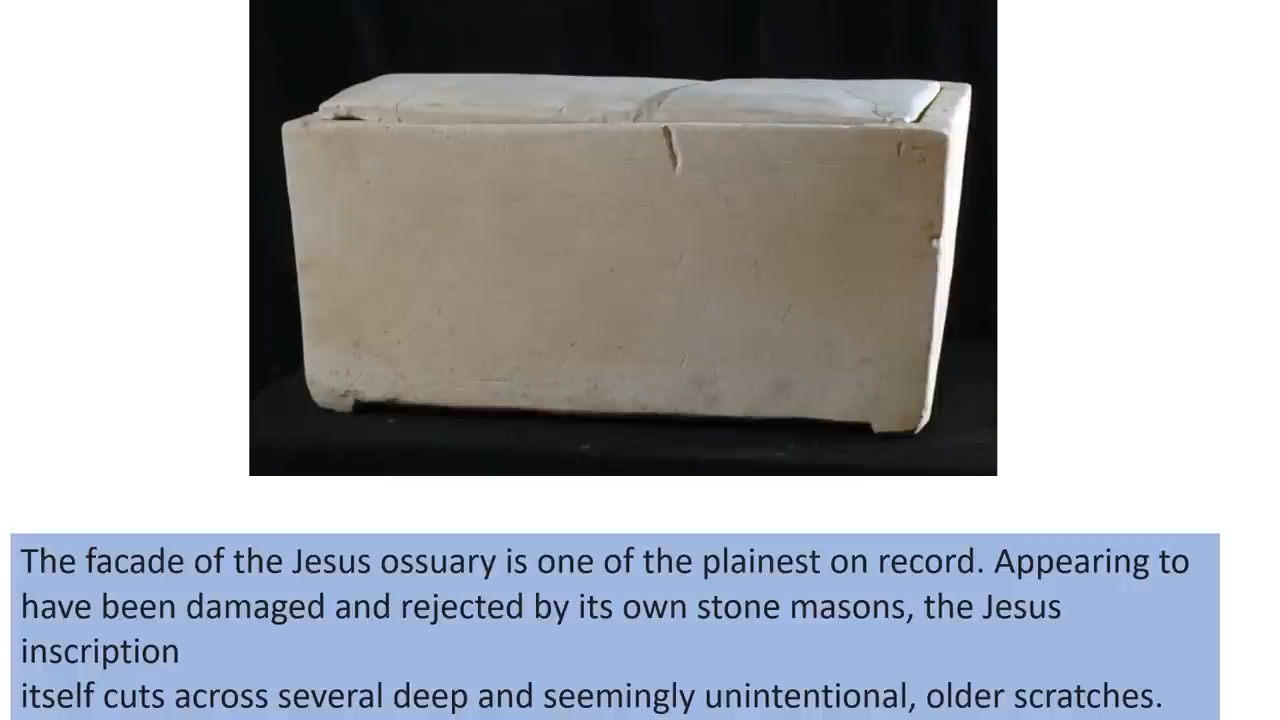 The facade of the Jesus ossuary is one of the plainest on record. Appearing to
have been damaged and rejected by its own stone masons, the Jesus
inscription
itself cuts across several deep and seemingly unintentional, older scratches.